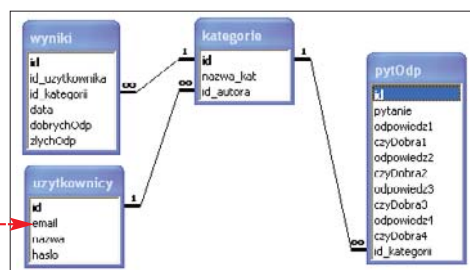 wyniki
id
id_uzytkownika
id_kategorii
data
dobrychOdp
zlychOdp
kategorie
id
nazwa_kat
id_autora
pytOdp
id
pytanie
odpowiedz1
czyDobra1
odpowiedz2
czyDobra2
odpowiedz3
czyDobra3
odpowiedz4
czyDobra4
id_kategorii
uzytkownicy
id
email
nazwa
haslo
1
∞
∞
1
1
∞